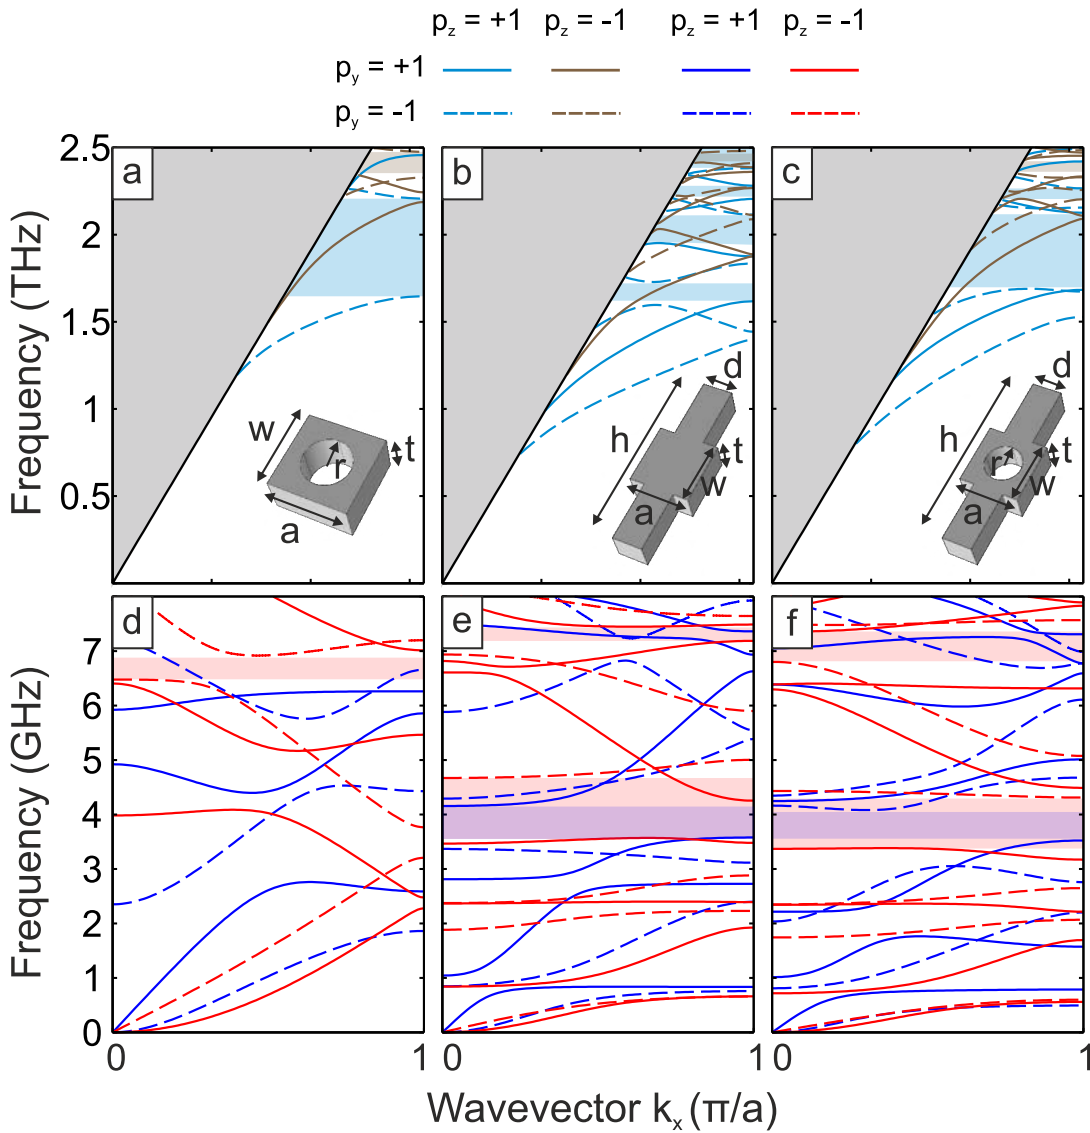 p_z = +1 p_z = -1 p_z = +1 p_z = -1
p_y = +1
p_y = -1
a b c
2.5
2
1.5
1
0.5
Frequency (THz)
w r t a
d h t w a
d h t r w a
d e f
7
6
5
4
3
2
1
0
Frequency (GHz)
0 1 0 1 0 1
Wavevector k_x (π/a)